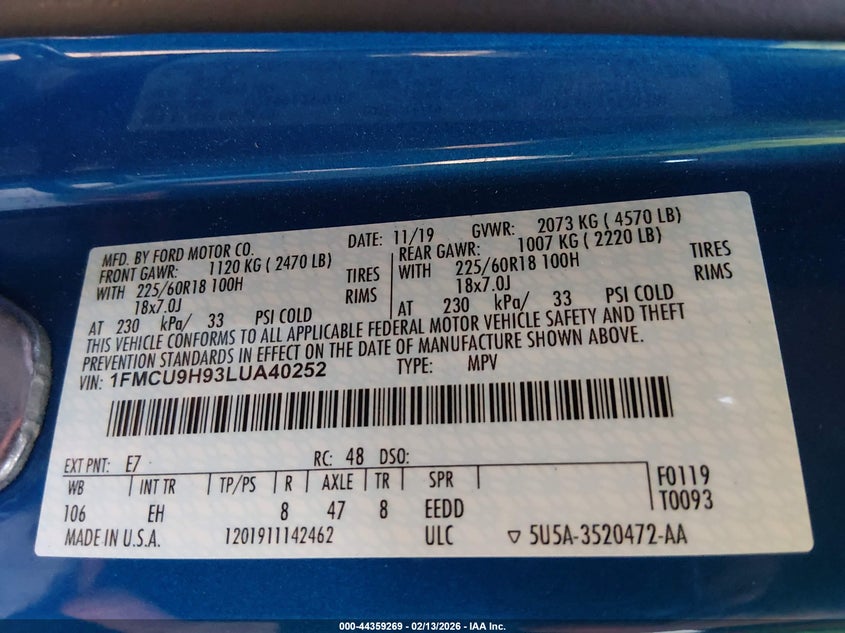 MFD. BY FORD MOTOR CO. DATE: 11/19 GVWR: 2073 KG ( 4570 LB)
FRONT GAWR: 1120 KG ( 2470 LB) REAR GAWR: 1007 KG ( 2220 LB)
WITH 225/60R18 100H TIRES WITH 225/60R18 100H TIRES
18x7.0J RIMS 18x7.0J RIMS
AT 230 kPa/ 33 PSI COLD AT 230 kPa/ 33 PSI COLD
THIS VEHICLE CONFORMS TO ALL APPLICABLE FEDERAL MOTOR VEHICLE SAFETY AND THEFT
PREVENTION STANDARDS IN EFFECT ON THE DATE OF MANUFACTURE SHOWN ABOVE.
VIN: 1FMCU9H93LUA40252 TYPE: MPV
EXT PNT: E7 RC: 48 DSO:
WB INT TR TP/PS R AXLE TR SPR F0119
106 EH 8 47 8 EEDD T0093
MADE IN U.S.A. 1201911142462 ULC ▽ 5U5A-3520472-AA
000-44359269 - 02/13/2026 - IAA Inc.